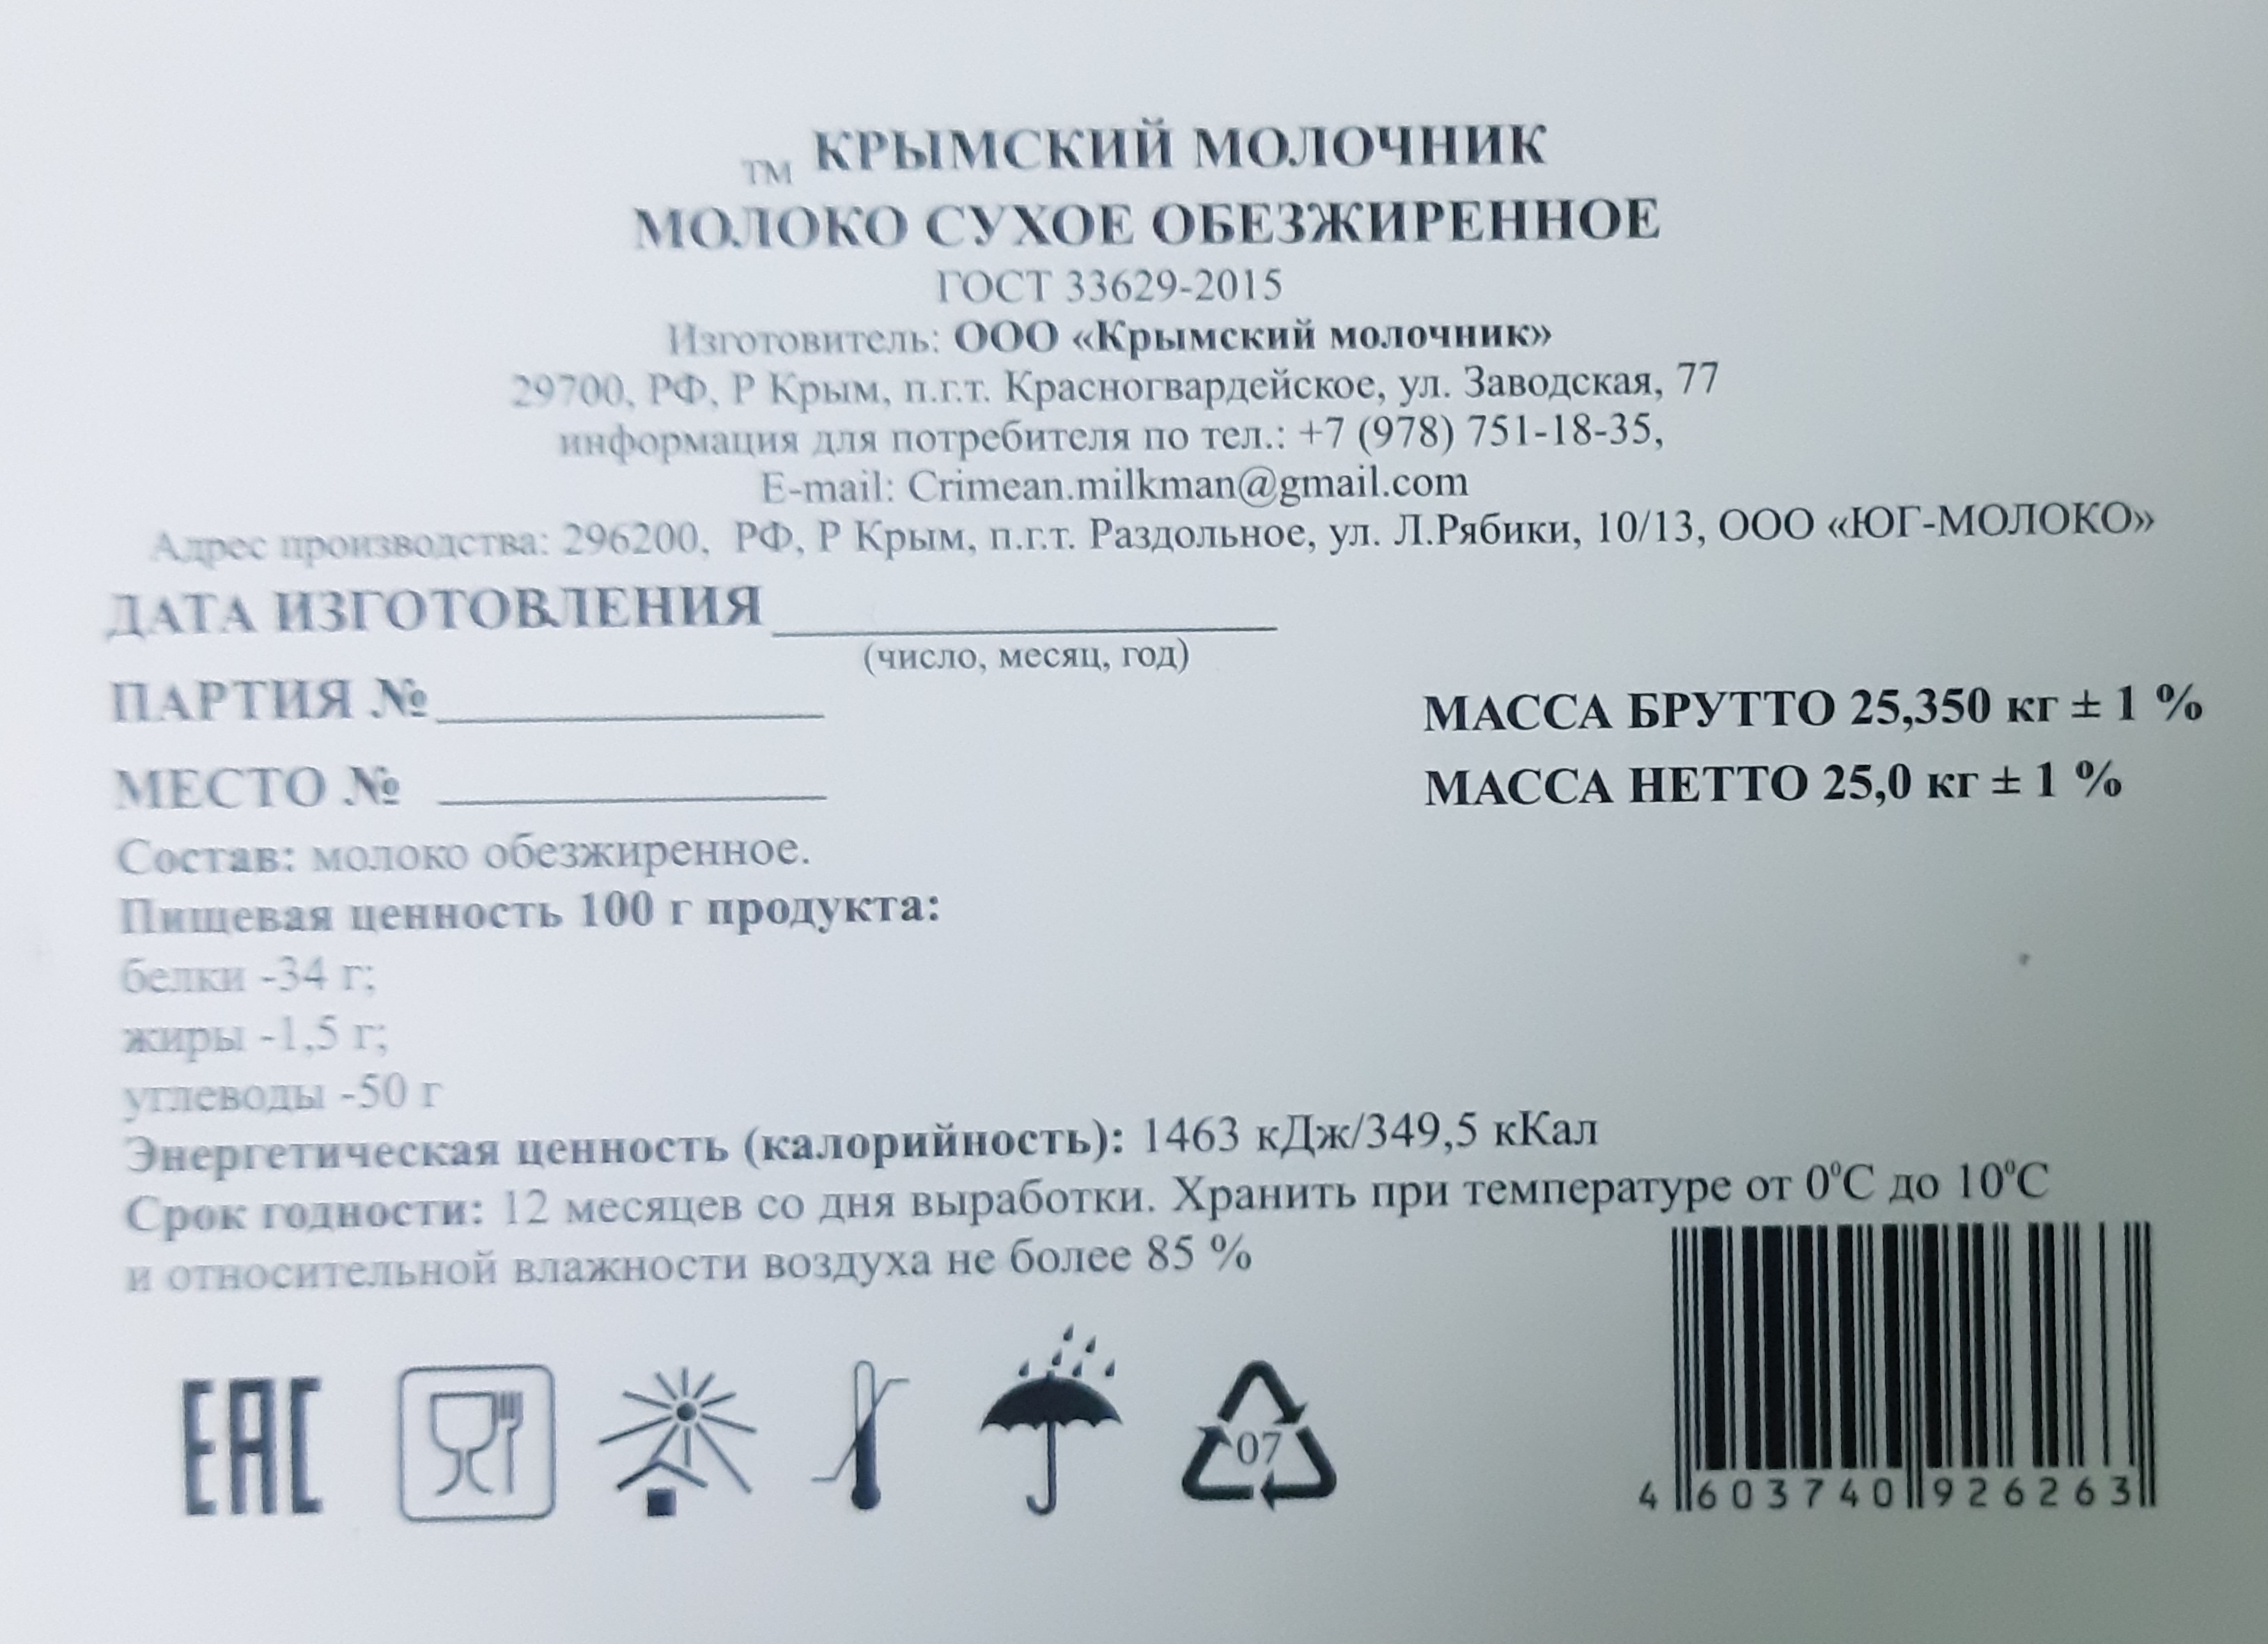 ТМ КРЫМСКИЙ МОЛОЧНИК
МОЛОКО СУХОЕ ОБЕЗЖИРЕННОЕ
ГОСТ 33629-2015
Изготовитель: ООО «Крымский молочник»
29700, РФ, Р Крым, п.г.т. Красногвардейское, ул. Заводская, 77
информация для потребителя по тел.: +7 (978) 751-18-35,
E-mail: Crimean.milkman@gmail.com
Адрес производства: 296200, РФ, Р Крым, п.г.т. Раздольное, ул. Л.Рябики, 10/13, ООО «ЮГ-МОЛОКО»
ДАТА ИЗГОТОВЛЕНИЯ
(число, месяц, год)
ПАРТИЯ №
МАССА БРУТТО 25,350 кг ± 1 %
МЕСТО №
МАССА НЕТТО 25,0 кг ± 1 %
Состав: молоко обезжиренное.
Пищевая ценность 100 г продукта:
белки -34 г;
жиры -1,5 г;
углеводы -50 г
Энергетическая ценность (калорийность): 1463 кДж/349,5 кКал
Срок годности: 12 месяцев со дня выработки. Хранить при температуре от 0⁰С до 10⁰С
и относительной влажности воздуха не более 85 %
ЕАС
07
4 603740 926263